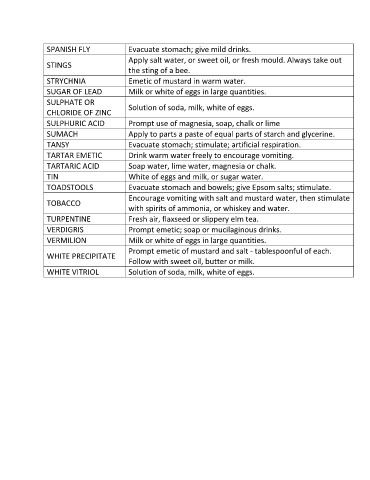 SPANISH FLY Evacuate stomach; give mild drinks.
STINGS Apply salt water, or sweet oil, or fresh mould. Always take out
the sting of a bee.
STRYCHNIA Emetic of mustard in warm water.
SUGAR OF LEAD Milk or white of eggs in large quantities.
SULPHATE OR
CHLORIDE OF ZINC Solution of soda, milk, white of eggs.
SULPHURIC ACID Prompt use of magnesia, soap, chalk or lime
SUMACH Apply to parts a paste of equal parts of starch and glycerine.
TANSY Evacuate stomach; stimulate; artificial respiration.
TARTAR EMETIC Drink warm water freely to encourage vomiting.
TARTARIC ACID Soap water, lime water, magnesia or chalk.
TIN White of eggs and milk, or sugar water.
TOADSTOOLS Evacuate stomach and bowels; give Epsom salts; stimulate.
TOBACCO Encourage vomiting with salt and mustard water, then stimulate
with spirits of ammonia, or whiskey and water.
TURPENTINE Fresh air, flaxseed or slippery elm tea.
VERDIGRIS Prompt emetic; soap or mucilaginous drinks.
VERMILION Milk or white of eggs in large quantities.
WHITE PRECIPITATE Prompt emetic of mustard and salt - tablespoonful of each.
Follow with sweet oil, butter or milk.
WHITE VITRIOL Solution of soda, milk, white of eggs.